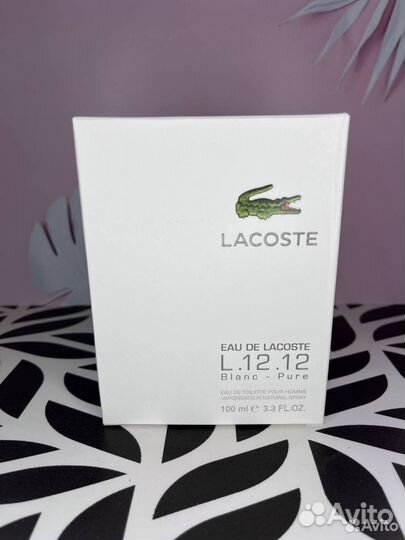 LACOSTE
EAU DE LACOSTE
L.12.12
Blanc - Pure
EAU DE TOILETTE POUR HOMME
VAPORISATEUR NATURAL SPRAY
100 ml ℮ 3.3 FL.OZ.
Avito
Avito